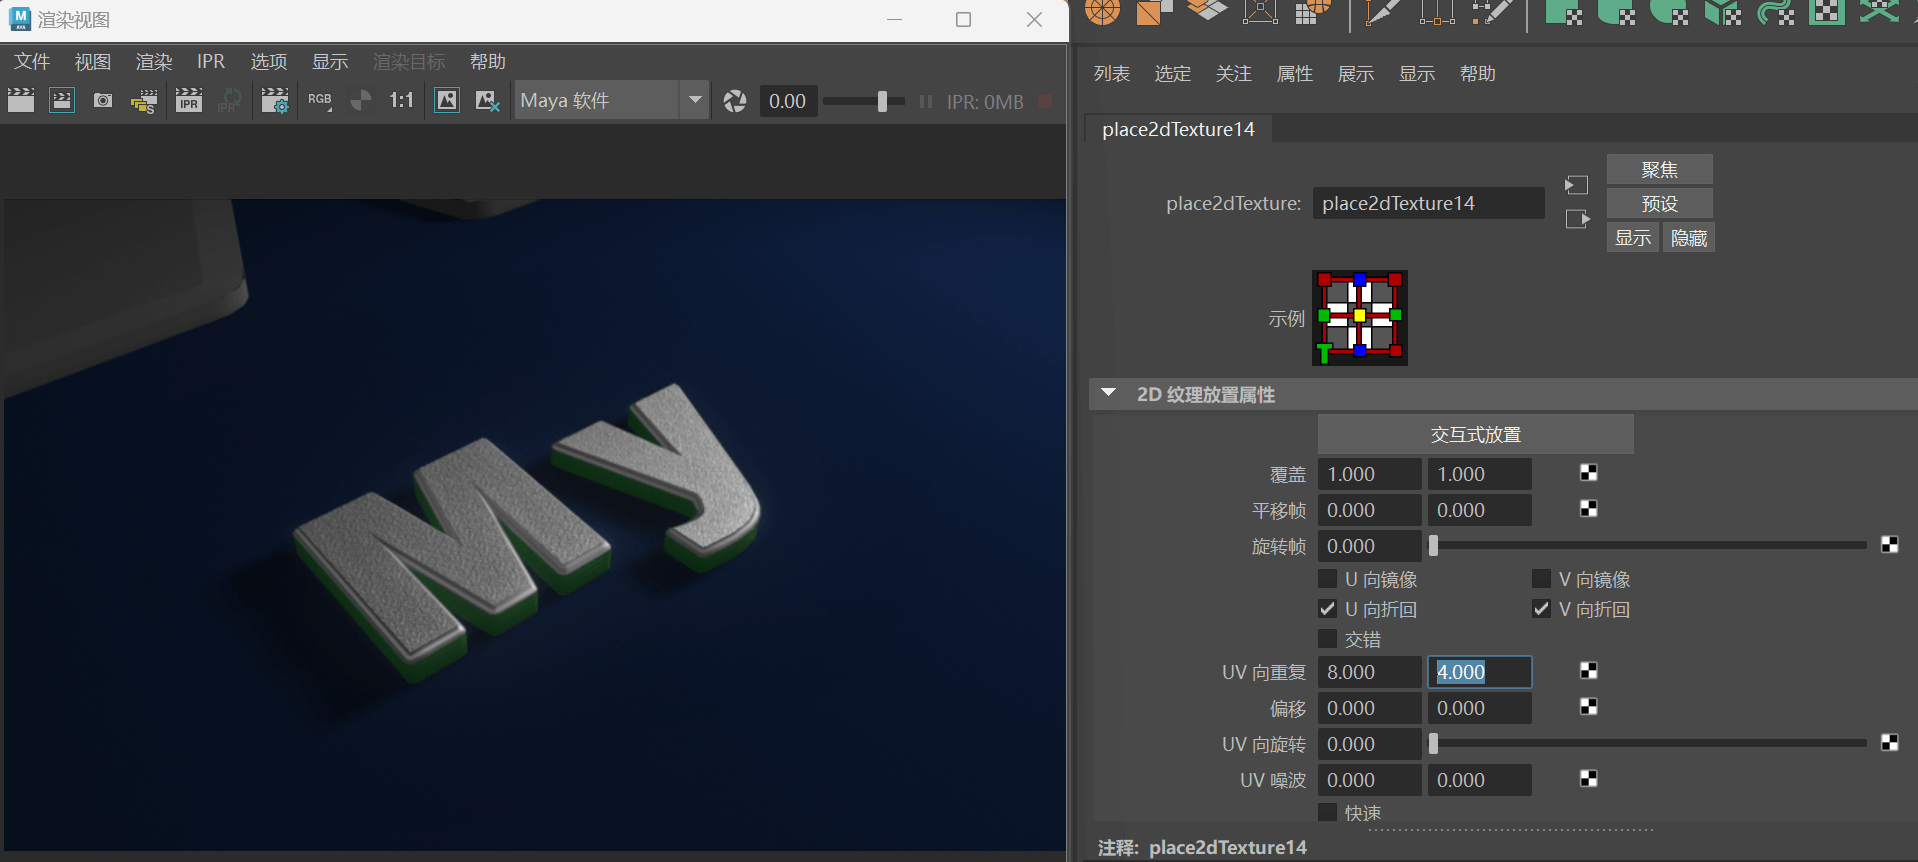 渲染视图
文件 视图 渲染 IPR 选项 显示 渲染目标 帮助
IPR IPR RGB 1:1 Maya 软件 0.00 IPR: 0MB
My
列表 选定 关注 属性 展示 显示 帮助
place2dTexture14
place2dTexture: place2dTexture14
聚焦
预设
显示 隐藏
示例
2D 纹理放置属性
交互式放置
覆盖 1.000 1.000
平移帧 0.000 0.000
旋转帧 0.000
U 向镜像 V 向镜像
U 向折回 V 向折回
交错
UV 向重复 8.000 4.000
偏移 0.000 0.000
UV 向旋转 0.000
UV 噪波 0.000 0.000
快速
注释: place2dTexture14